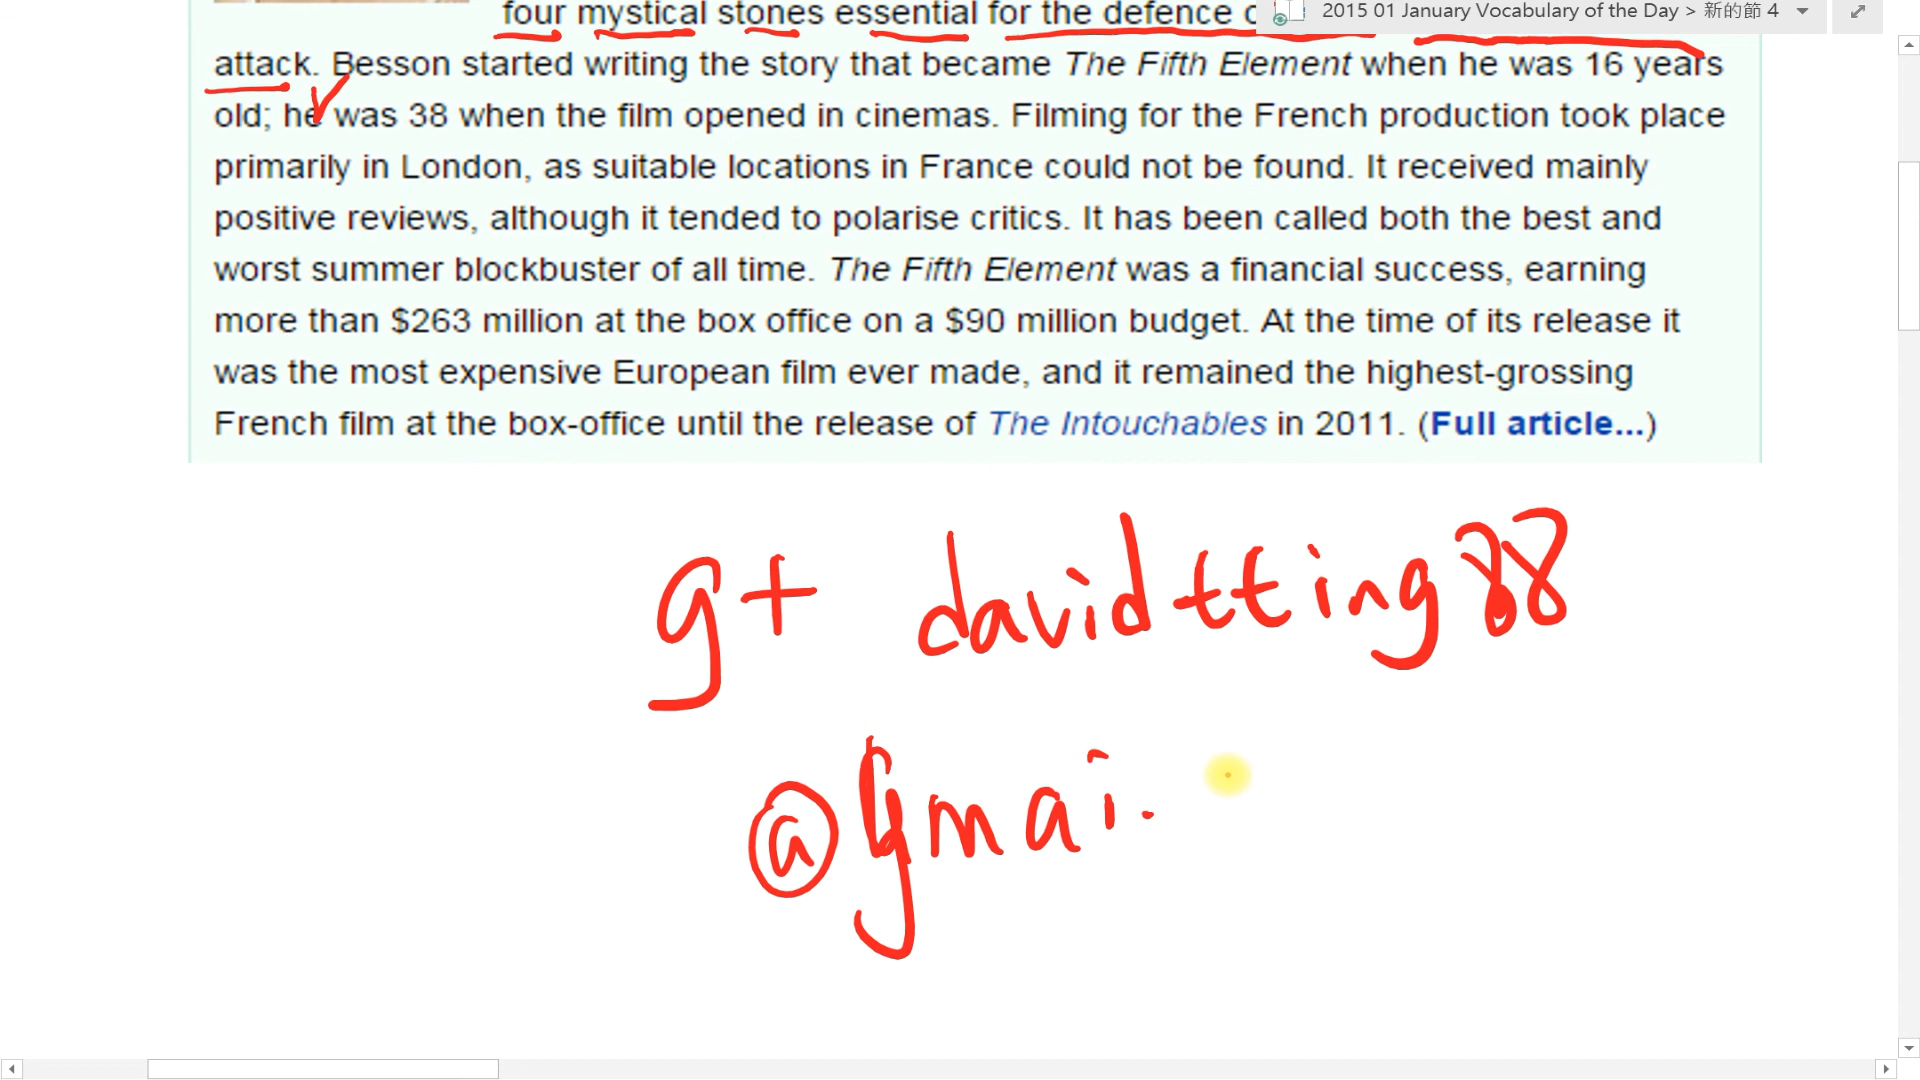 four mystical stones essential for the defence
2015 01 January Vocabulary of the Day > 新的節 4
attack. Besson started writing the story that became The Fifth Element when he was 16 years
old; he was 38 when the film opened in cinemas. Filming for the French production took place
primarily in London, as suitable locations in France could not be found. It received mainly
positive reviews, although it tended to polarise critics. It has been called both the best and
worst summer blockbuster of all time. The Fifth Element was a financial success, earning
more than $263 million at the box office on a $90 million budget. At the time of its release it
was the most expensive European film ever made, and it remained the highest-grossing
French film at the box-office until the release of The Intouchables in 2011. (Full article...)
g+ davidtting88
@gmai.